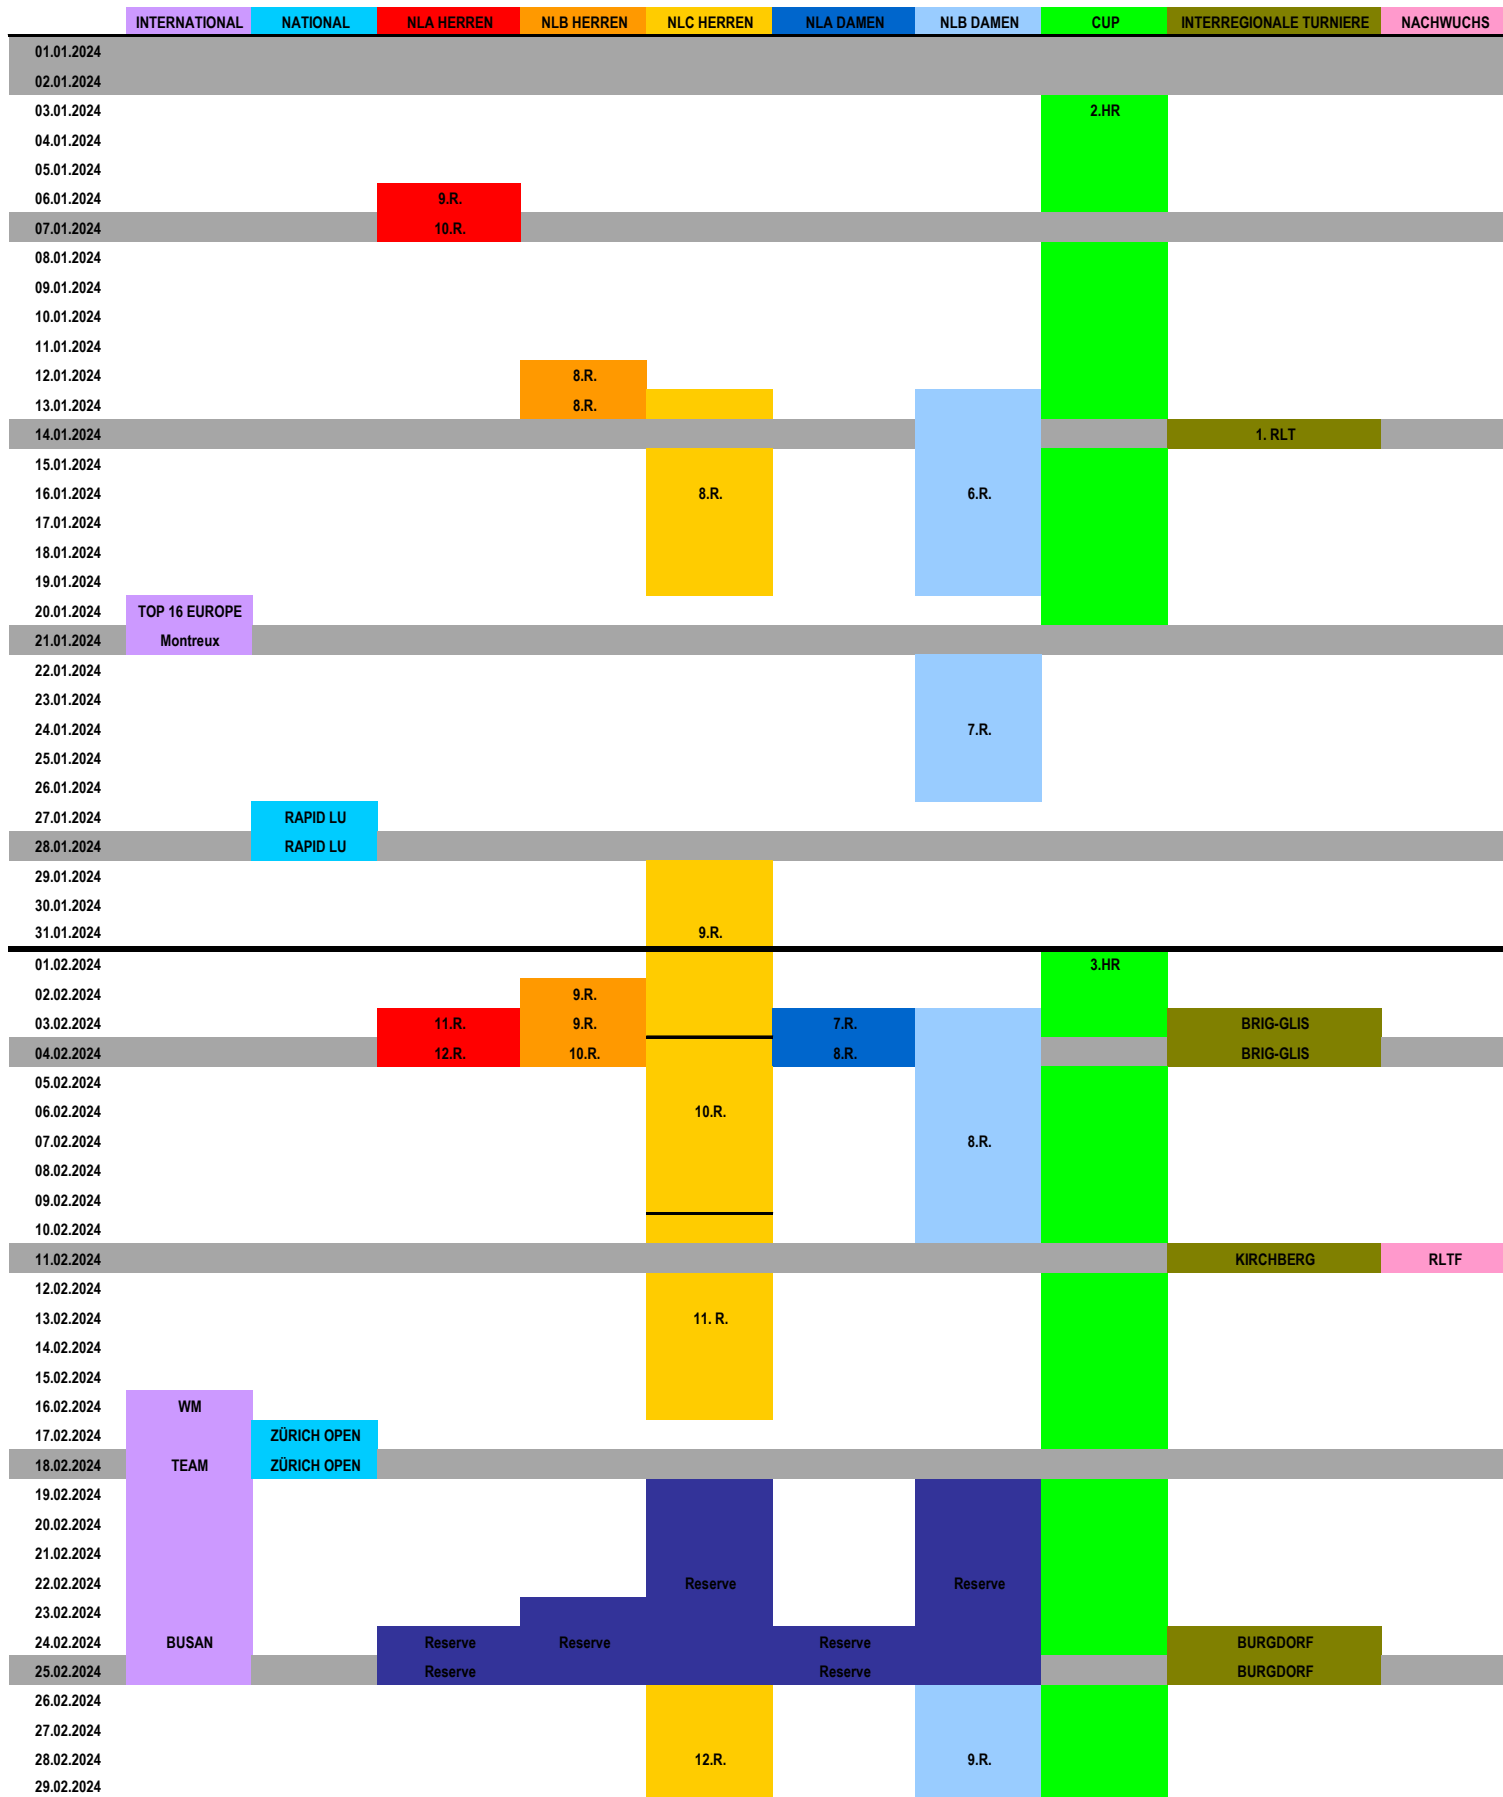 INTERNATIONAL NATIONAL NLA HERREN NLB HERREN NLC HERREN NLA DAMEN NLB DAMEN CUP INTERREGIONALE TURNIERE NACHWUCHS
01.01.2024
02.01.2024
03.01.2024 2.HR
04.01.2024
05.01.2024
06.01.2024 9.R.
07.01.2024 10.R.
08.01.2024
09.01.2024
10.01.2024
11.01.2024
12.01.2024 8.R.
13.01.2024 8.R.
14.01.2024 1. RLT
15.01.2024
16.01.2024 8.R. 6.R.
17.01.2024
18.01.2024
19.01.2024
20.01.2024 TOP 16 EUROPE
21.01.2024 Montreux
22.01.2024
23.01.2024
24.01.2024 7.R.
25.01.2024
26.01.2024
27.01.2024 RAPID LU
28.01.2024 RAPID LU
29.01.2024
30.01.2024
31.01.2024 9.R.
01.02.2024 3.HR
02.02.2024 9.R.
03.02.2024 11.R. 9.R. 7.R. BRIG-GLIS
04.02.2024 12.R. 10.R. 8.R. BRIG-GLIS
05.02.2024
06.02.2024 10.R.
07.02.2024 8.R.
08.02.2024
09.02.2024
10.02.2024
11.02.2024 KIRCHBERG RLTF
12.02.2024
13.02.2024 11. R.
14.02.2024
15.02.2024
16.02.2024 WM
17.02.2024 ZÜRICH OPEN
18.02.2024 TEAM ZÜRICH OPEN
19.02.2024
20.02.2024
21.02.2024
22.02.2024 Reserve Reserve
23.02.2024
24.02.2024 BUSAN Reserve Reserve Reserve BURGDORF
25.02.2024 Reserve Reserve BURGDORF
26.02.2024
27.02.2024
28.02.2024 12.R. 9.R.
29.02.2024